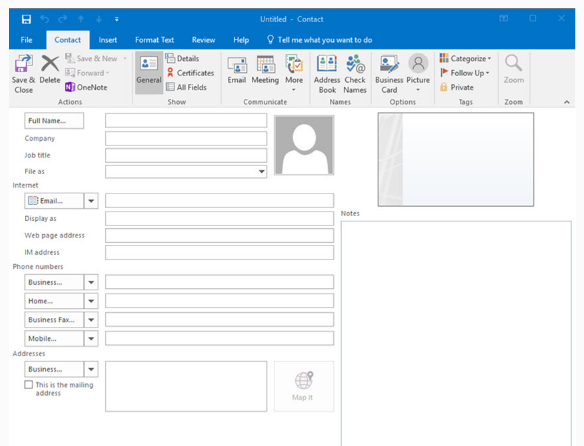 Untitled - Contact
File Contact Insert Format Text Review Help Tell me what you want to do
Save & Close
Delete
Save & New
Forward
OneNote
Actions
General
Details
Certificates
All Fields
Show
Email
Meeting
More
Communicate
Address Book
Check Names
Names
Business Card
Picture
Options
Categorize
Follow Up
Private
Tags
Zoom
Zoom
Full Name...
Company
Job title
File as
Internet
Email...
Display as
Web page address
IM address
Phone numbers
Business...
Home...
Business Fax...
Mobile...
Addresses
Business...
This is the mailing
address
Map It
Notes